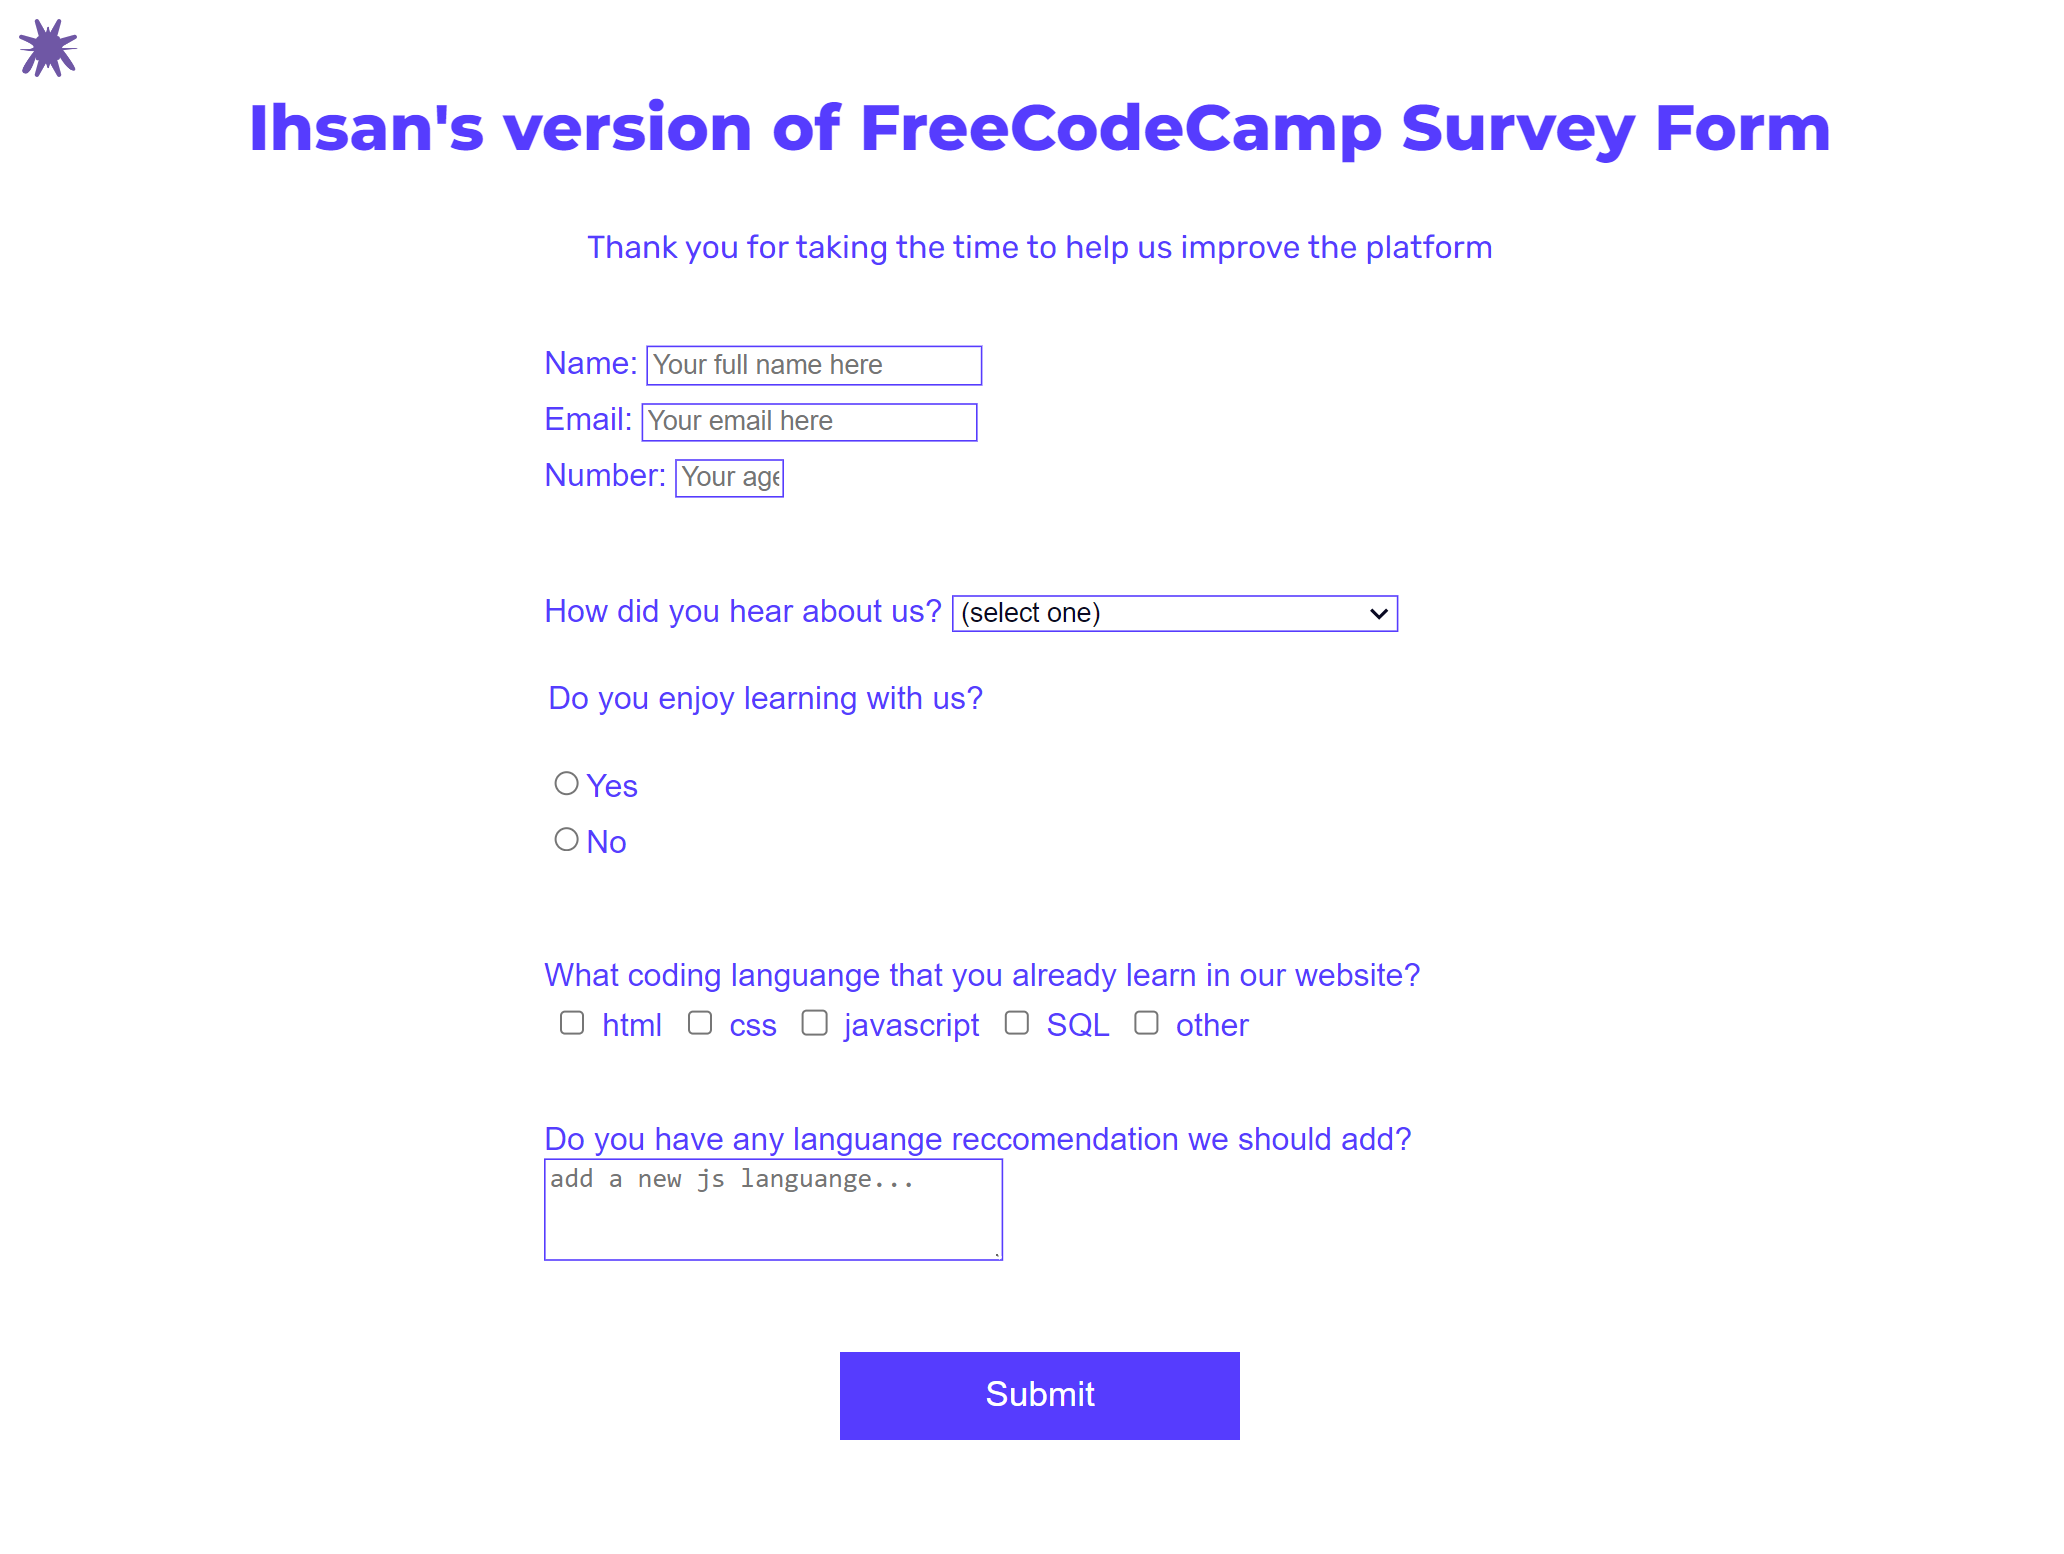 Ihsan's version of FreeCodeCamp Survey Form
Thank you for taking the time to help us improve the platform
Name: Your full name here
Email: Your email here
Number: Your age
How did you hear about us? (select one)
Do you enjoy learning with us?
Yes
No
What coding languange that you already learn in our website?
html css javascript SQL other
Do you have any languange reccomendation we should add?
add a new js languange...
Submit